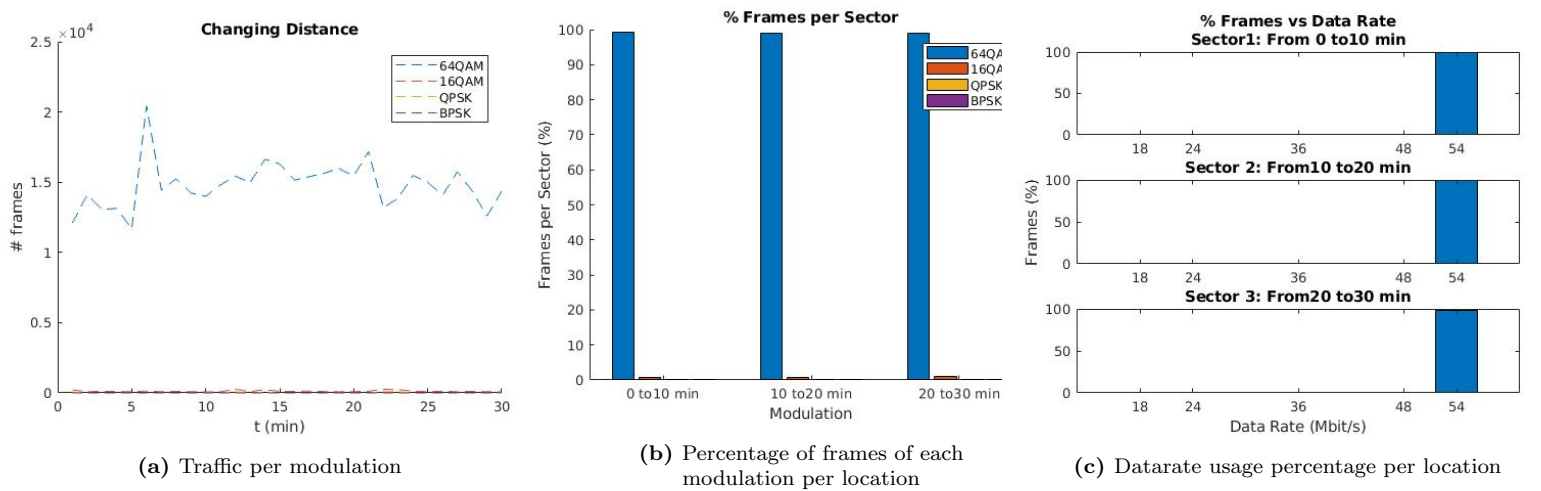 Changing Distance
×10⁴
2.5
2
1.5
1
0.5
0
# frames
0 5 10 15 20 25 30
t (min)
64QAM
16QAM
QPSK
BPSK
(a) Traffic per modulation
% Frames per Sector
100
90
80
70
60
50
40
30
20
10
0
Frames per Sector (%)
0 to10 min 10 to20 min 20 to30 min
Modulation
64QA
16QA
QPSK
BPSK
(b) Percentage of frames of each
modulation per location
% Frames vs Data Rate
Sector1: From 0 to10 min
100
50
0
18 24 36 48 54
Sector 2: From10 to20 min
100
50
0
18 24 36 48 54
Frames (%)
Sector 3: From20 to30 min
100
50
0
18 24 36 48 54
Data Rate (Mbit/s)
(c) Datarate usage percentage per location